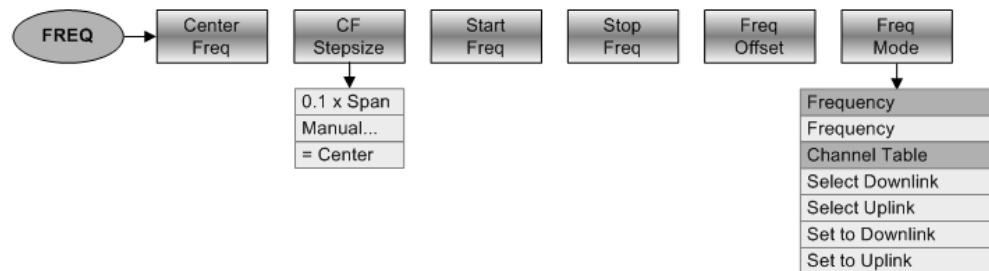 FREQ
Center
Freq
CF
Stepsize
Start
Freq
Stop
Freq
Freq
Offset
Freq
Mode
0.1 x Span
Manual...
= Center
Frequency
Frequency
Channel Table
Select Downlink
Select Uplink
Set to Downlink
Set to Uplink